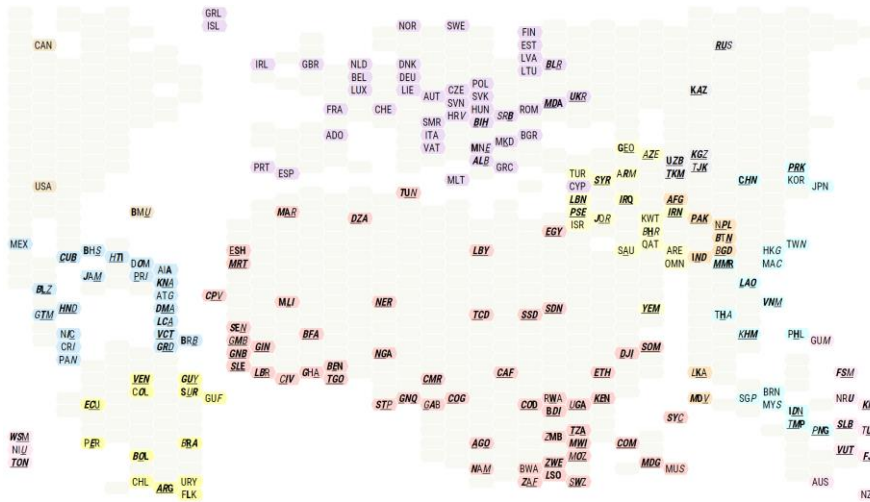 GRL
ISL NOR SWE FIN
CAN EST RUS
IRL GBR NLD DNK LVA BLR
BEL DEU POL LTU
LUX LIE AUT CZE SVK UKR KAZ
FRA CHE SVN HUN ROM MDA
SMR HRV BIH SRB
ADO ITA MKD BGR
VAT MNE GEO AZE UZB KGZ
ALB GRC TKM TJK
PRT ESP MLT TUR SYR ARM CHN PRK
USA CYP KOR JPN
TUN LBN IRQ AFG
BMU MAR DZA PSE JOR KWT IRN PAK NPL
EGY ISR BHR BTN
MEX CUB BHS HTI DOM AIA ESH LBY SAU QAT ARE IND BGD HKG TWN
JAM PRI KNA MRT OMN MMR MAC
BLZ ATG CPV MLI NER LAO
GTM HND DMA TCD SSD SDN YEM THA VNM
LCA
NIC VCT SEN BFA KHM PHL
CRI GRD BRB GMB GIN NGA DJI SOM GUM
PAN GNB
SLE LBR CIV GHA BEN CMR CAF ETH LKA FSM
VEN GUY TGO
ECU COL SUR GUF STP GNQ GAB COG COD RWA UGA KEN MDV SGP BRN NRU
BDI SYC MYS IDN
WSM TZA TMP PNG SLB
NIU PER BRA AGO ZMB MWI COM
TON BOL MOZ VUT
ZWE MDG
CHL URY NAM BWA LSO MUS
ARG FLK ZAF SWZ AUS
NZ